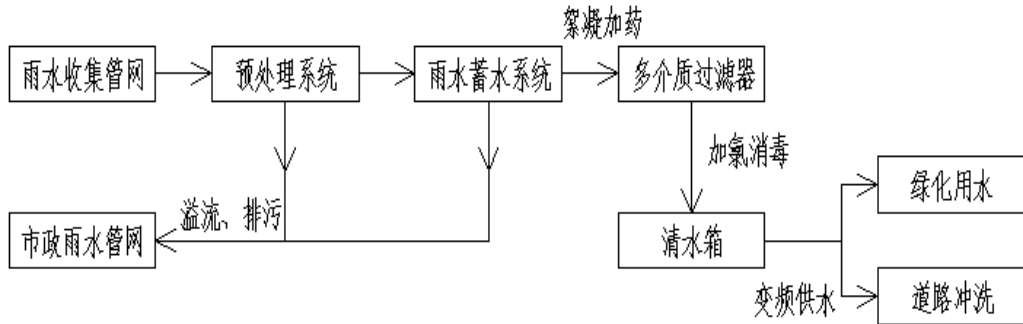 絮凝加药
雨水收集管网
预处理系统
雨水蓄水系统
多介质过滤器
加氯消毒
绿化用水
溢流、排污
市政雨水管网
清水箱
变频供水
道路冲洗